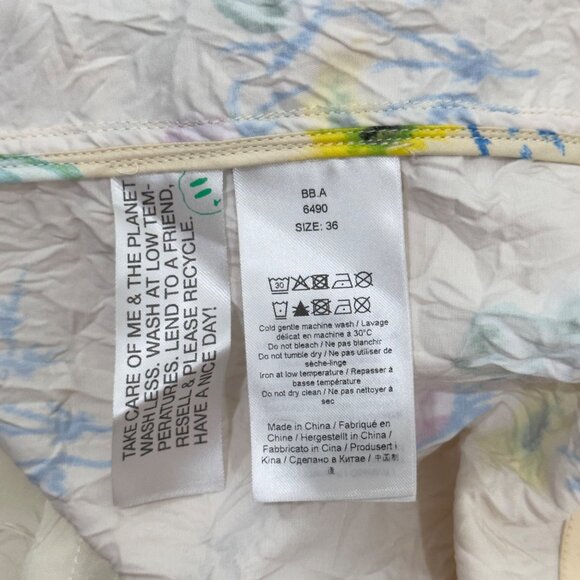 TAKE CARE OF ME & THE PLANET
WASH LESS. WASH AT LOW TEM-
PERATURES. LEND TO A FRIEND,
RESELL & PLEASE RECYCLE.
HAVE A NICE DAY!
BB.A
6490
SIZE: 36
30
Cold gentle machine wash / Lavage
délicat en machine à 30°C
Do not bleach / Ne pas blanchir
Do not tumble dry / Ne pas utiliser de
sèche-linge
Iron at low temperature / Repasser à
basse température
Do not dry clean / Ne pas nettoyer à
sec
Made in China / Fabriqué en
Chine / Hergestellt in China /
Fabbricato in Cina / Produsert i
Kina / Сделано в Китае / 中国制
造